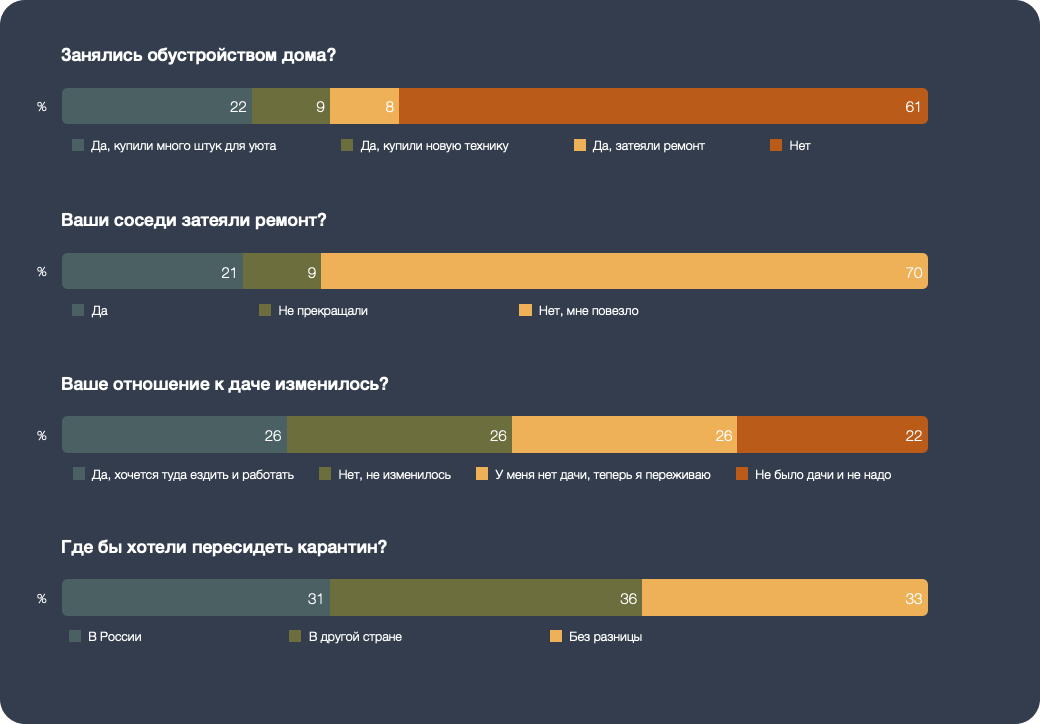 Занялись обустройством дома?
% 22 9 8 61
Да, купили много штук для уюта Да, купили новую технику Да, затеяли ремонт Нет
Ваши соседи затеяли ремонт?
% 21 9 70
Да Не прекращали Нет, мне повезло
Ваше отношение к даче изменилось?
% 26 26 26 22
Да, хочется туда ездить и работать Нет, не изменилось У меня нет дачи, теперь я переживаю Не было дачи и не надо
Где бы хотели пересидеть карантин?
% 31 36 33
В России В другой стране Без разницы